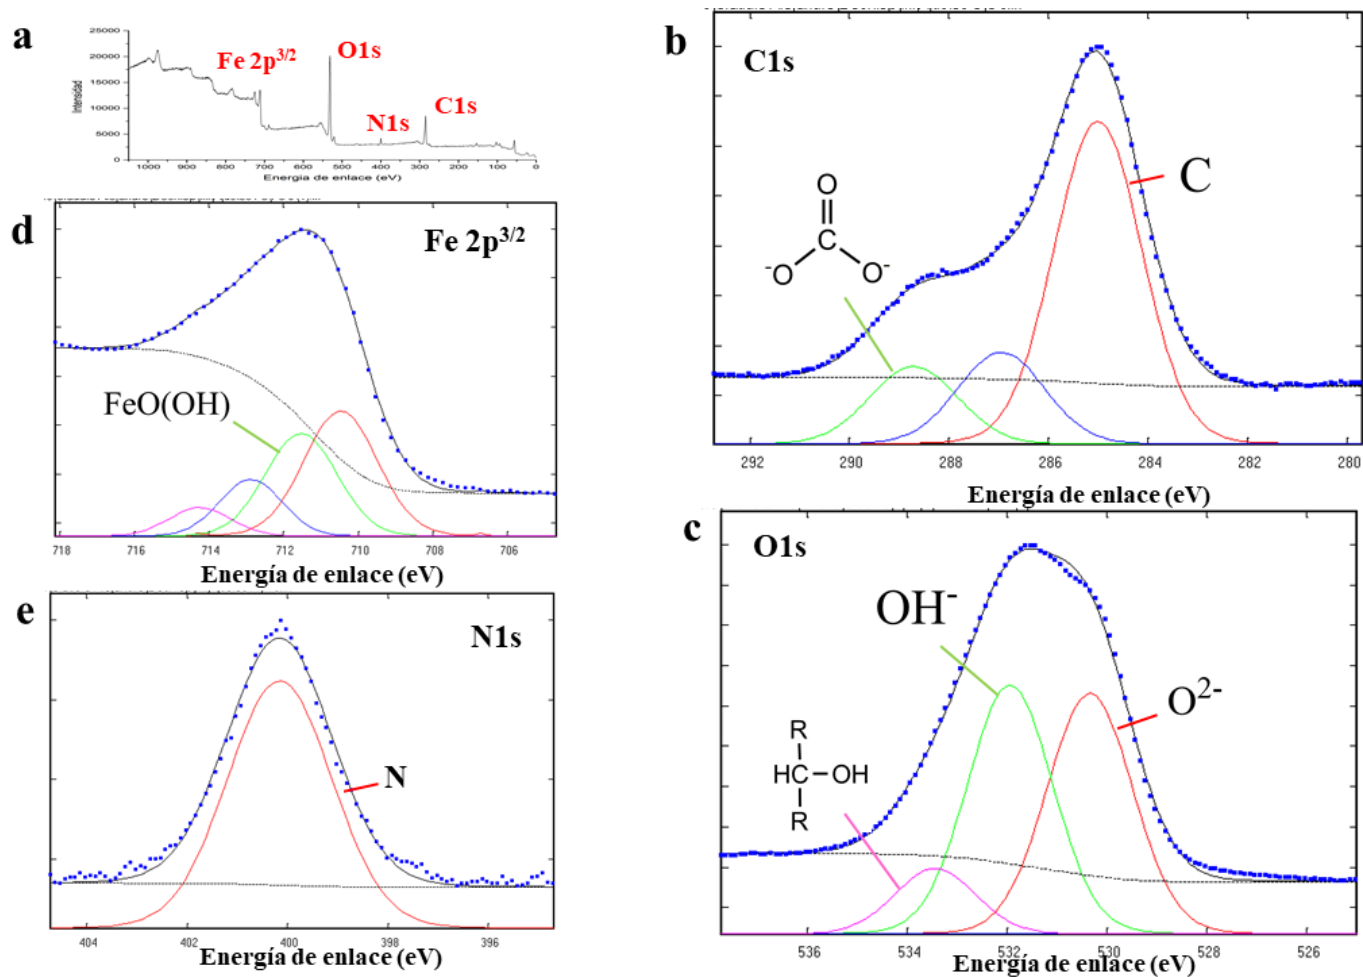 a
25000
20000
15000
10000
5000
0
Intensidad
Fe 2p3/2
O1s
N1s
C1s
1000 900 800 700 600 500 400 300 200 100 0
Energía de enlace (eV)
b
C1s
C
O
C
-O O-
292 290 288 286 284 282 280
Energía de enlace (eV)
d
Fe 2p3/2
FeO(OH)
718 716 714 712 710 708 706
Energía de enlace (eV)
c
O1s
OH-
O2-
R
HC-OH
R
536 534 532 530 528 526
Energía de enlace (eV)
e
N1s
N
404 402 400 398 396
Energía de enlace (eV)